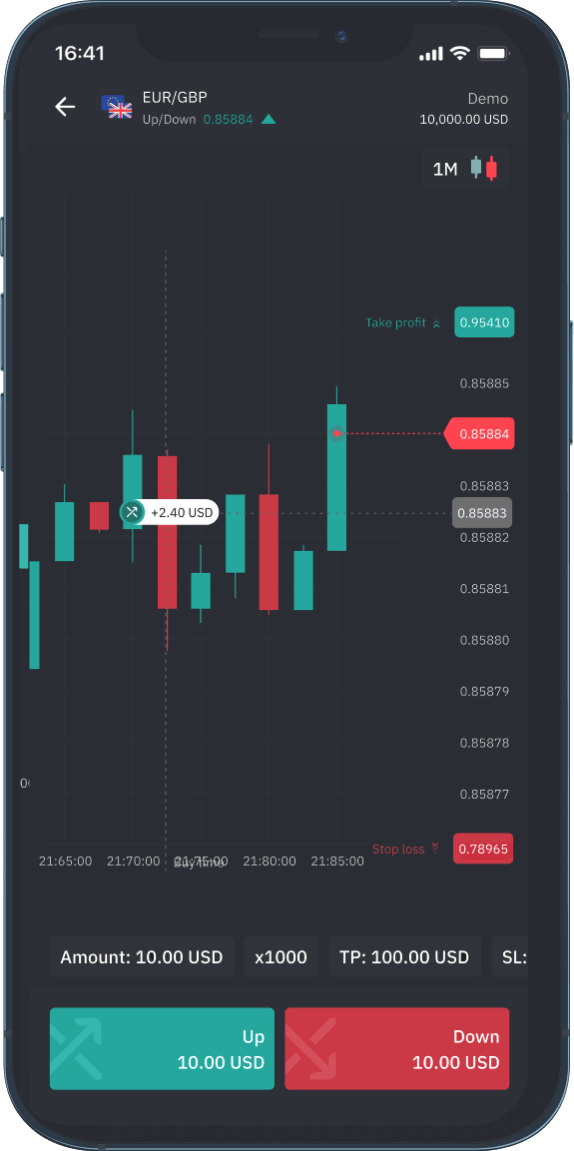 16:41
EUR/GBP
Demo
Up/Down 0.85884
10,000.00 USD
1M
Take profit 0.95410
0.85885
0.85884
0.85883
+2.40 USD
0.85883
0.85882
0.85881
0.85880
0.85879
0.85878
0.85877
Stop loss 0.78965
21:65:00 21:70:00 21:75:00 21:80:00 21:85:00
Buy time
Amount: 10.00 USD x1000 TP: 100.00 USD SL:
Up
10.00 USD
Down
10.00 USD